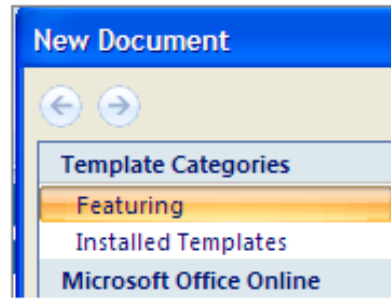 New Document
Template Categories
Featuring
Installed Templates
Microsoft Office Online